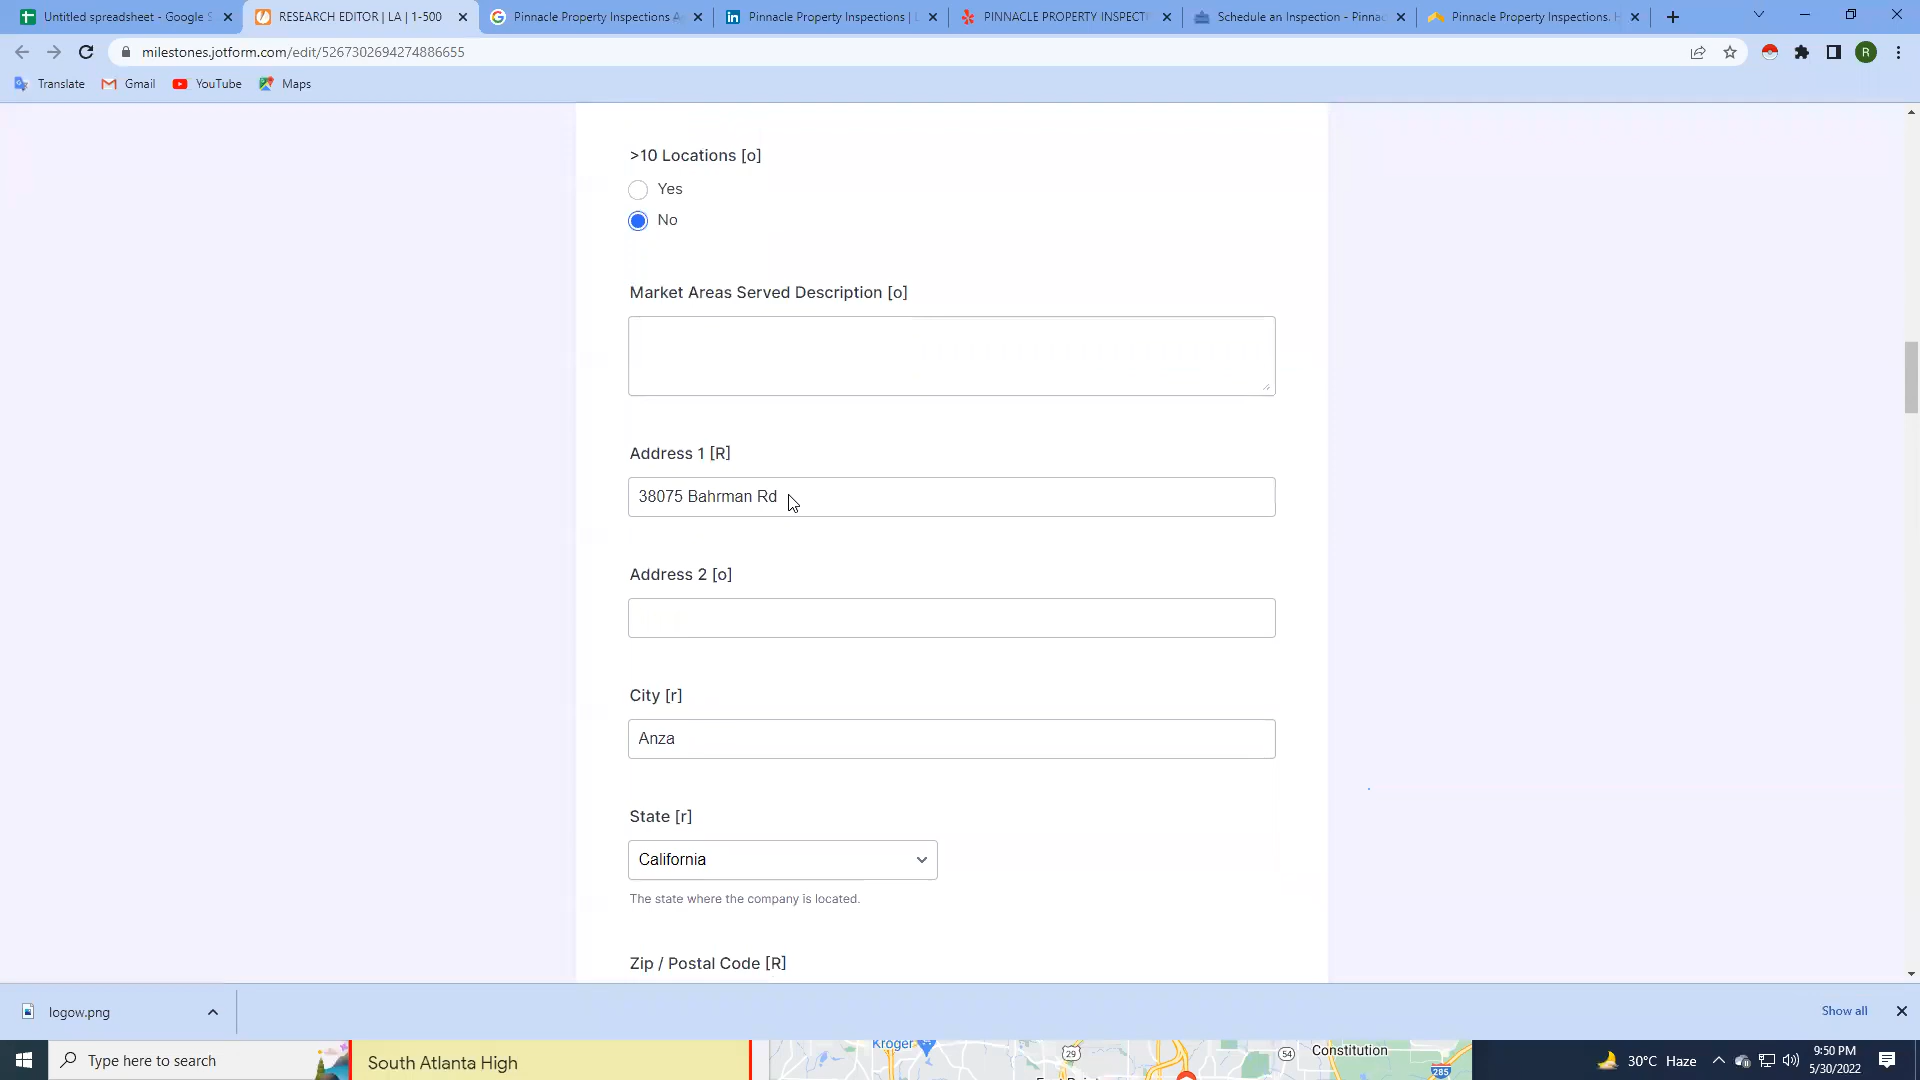 Untitled spreadsheet - Google S
RESEARCH EDITOR | LA | 1-500
Pinnacle Property Inspections A
Pinnacle Property Inspections | L
PINNACLE PROPERTY INSPECTI
Schedule an Inspection - Pinnac
Pinnacle Property Inspections. H
milestones.jotform.com/edit/5267302694274886655
R
Translate
Gmail
YouTube
Maps
>10 Locations [o]
Yes
No
Market Areas Served Description [o]
Address 1 [R]
38075 Bahrman Rd
Address 2 [o]
City [r]
Anza
State [r]
California
The state where the company is located.
Zip / Postal Code [R]
logow.png
Show all
Type here to search
South Atlanta High
Kroger
29
54
Constitution
285
30°C Haze
9:50 PM
5/30/2022